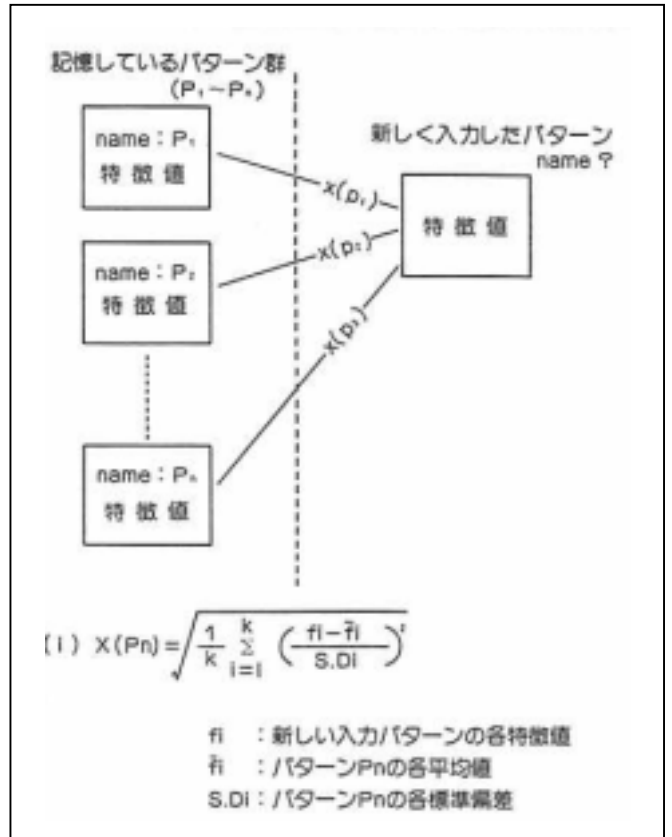 記憶しているパターン群
(P₁～Pₙ)
name：P₁
特 徴 値
新しく入力したパターン
name ?
特 徴 値
x(p₁)
name：P₂
特 徴 値
x(p₂)
x(p₃)
name：Pₙ
特 徴 値
(i) X(Pn)=√ 1/k Σ k i=1 (fi-f̄i / S.Di)²
fi ：新しい入力パターンの各特徴値
f̄i ：パターンPnの各平均値
S.Di：パターンPnの各標準偏差